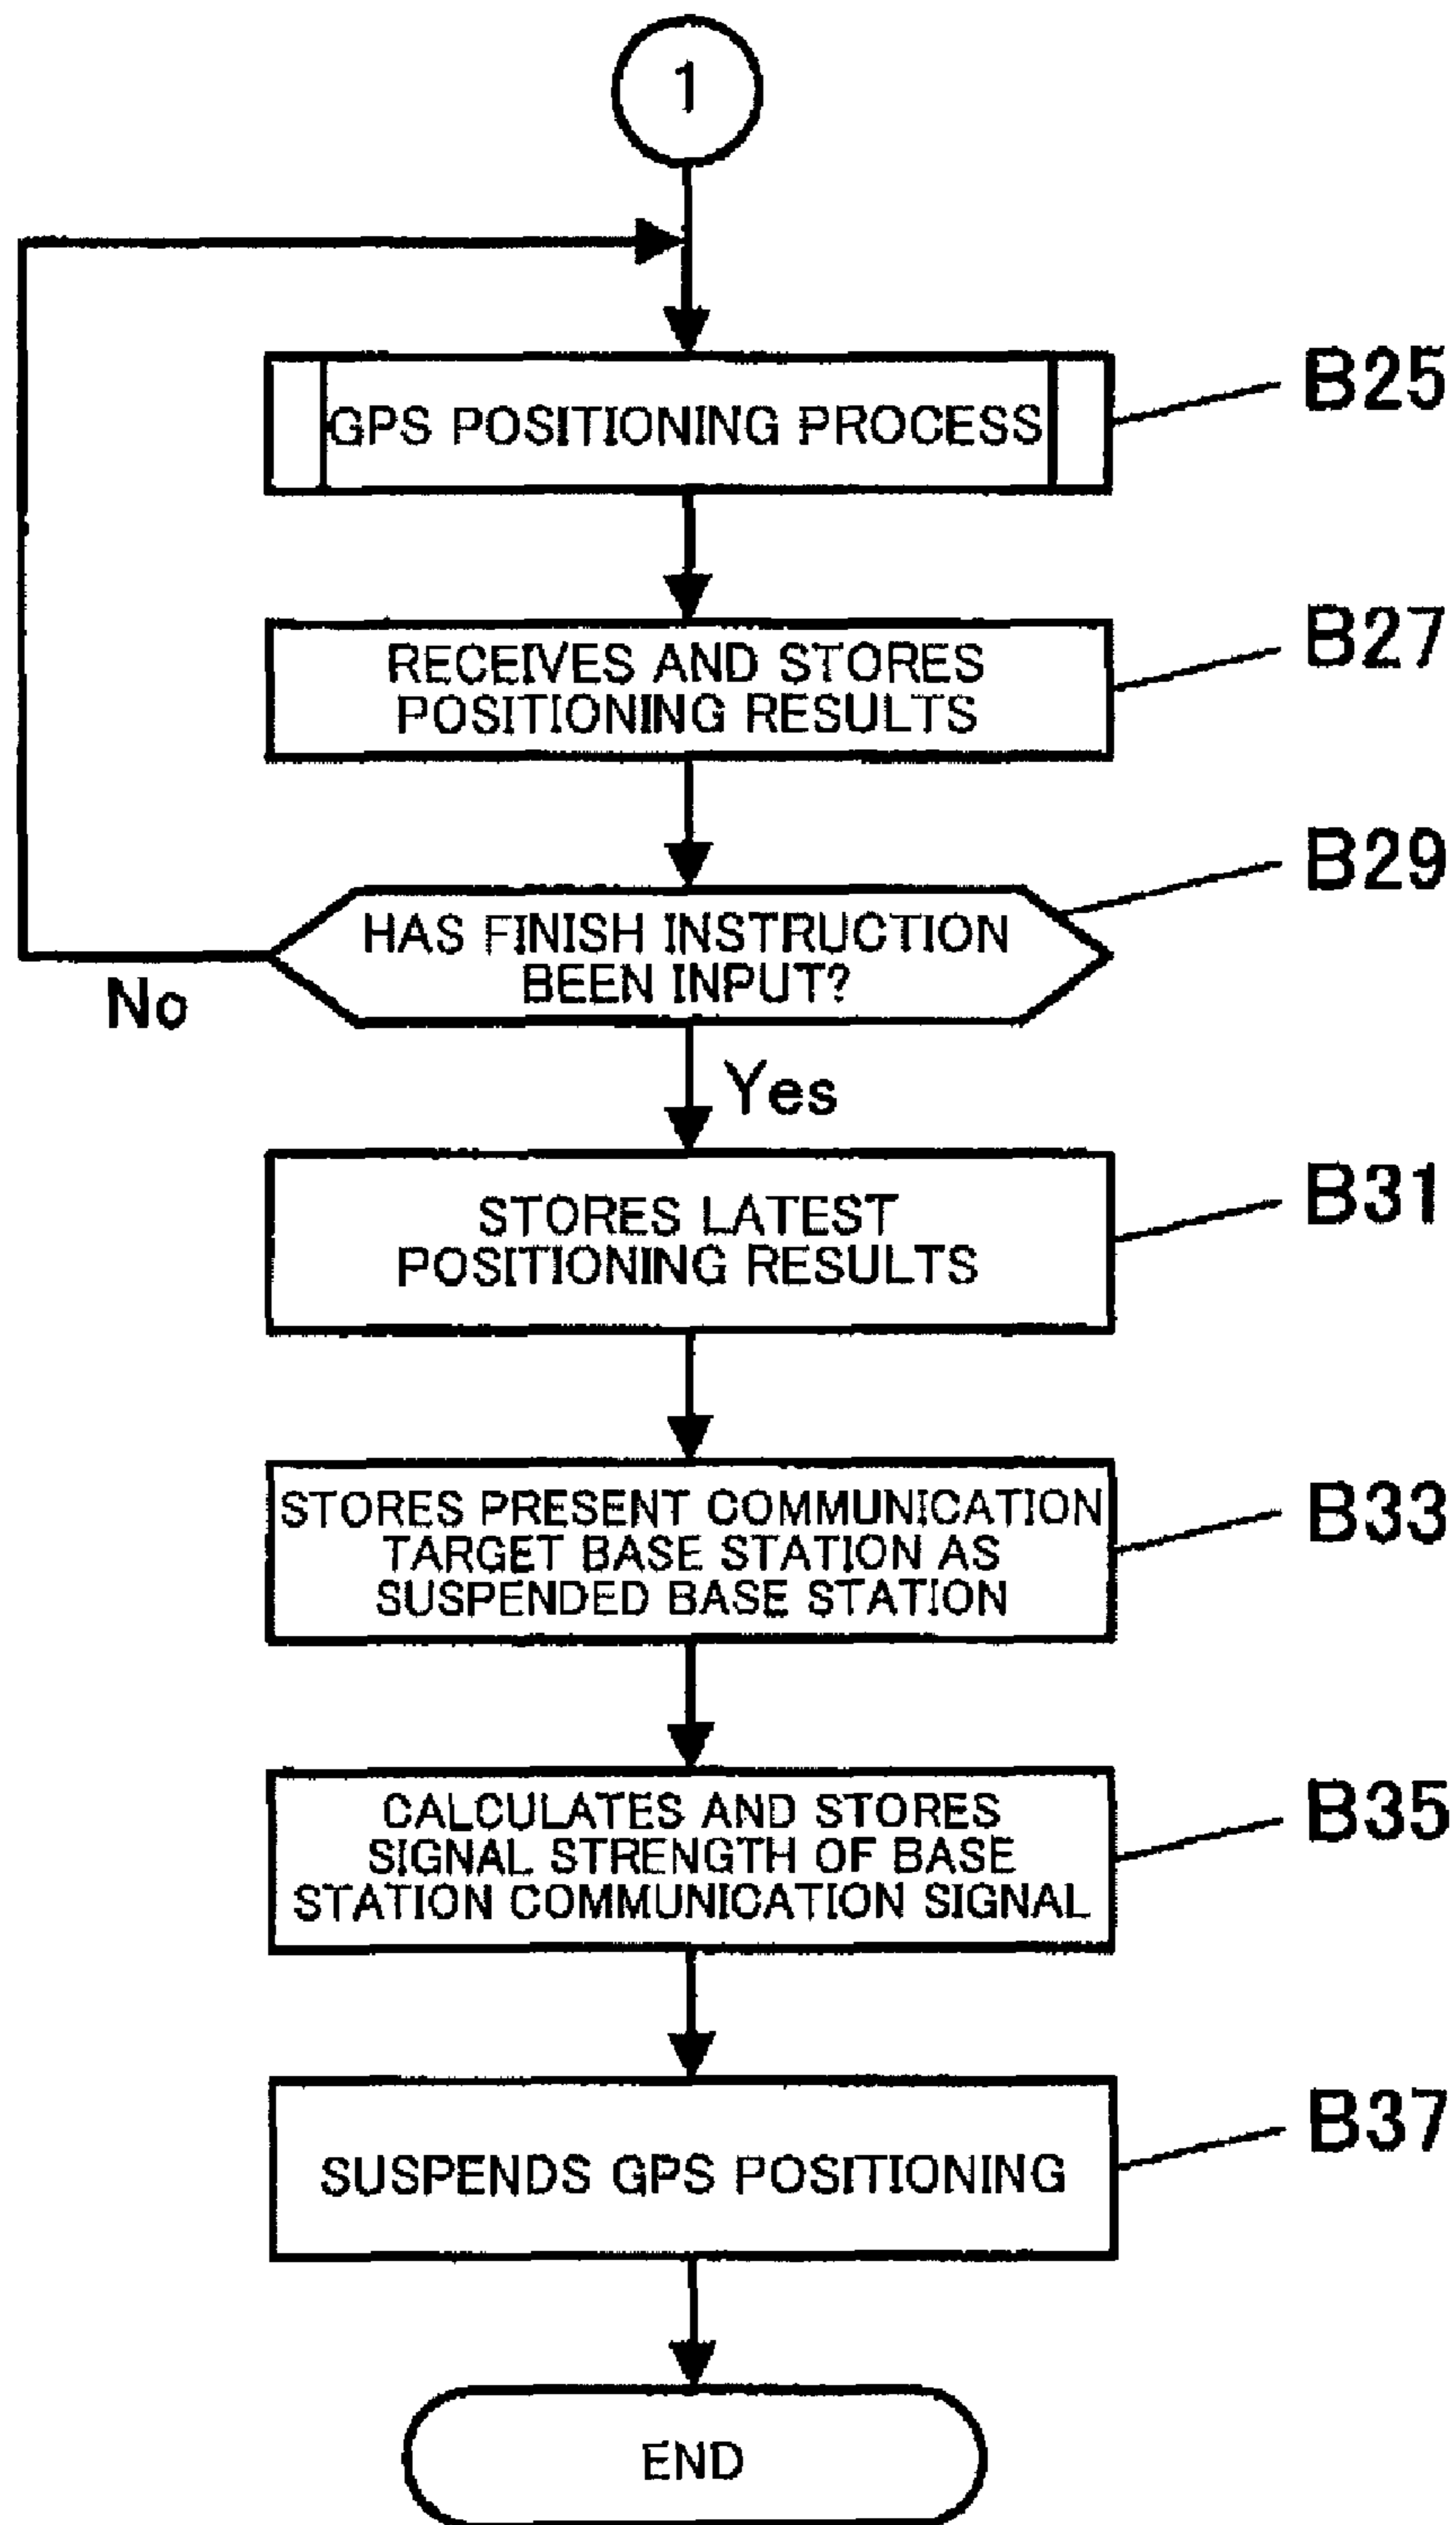 1
GPS POSITIONING PROCESS
B25
RECEIVES AND STORES
POSITIONING RESULTS
B27
HAS FINISH INSTRUCTION
BEEN INPUT?
B29
No
Yes
STORES LATEST
POSITIONING RESULTS
B31
STORES PRESENT COMMUNICATION
TARGET BASE STATION AS
SUSPENDED BASE STATION
B33
CALCULATES AND STORES
SIGNAL STRENGTH OF BASE
STATION COMMUNICATION SIGNAL
B35
SUSPENDS GPS POSITIONING
B37
END